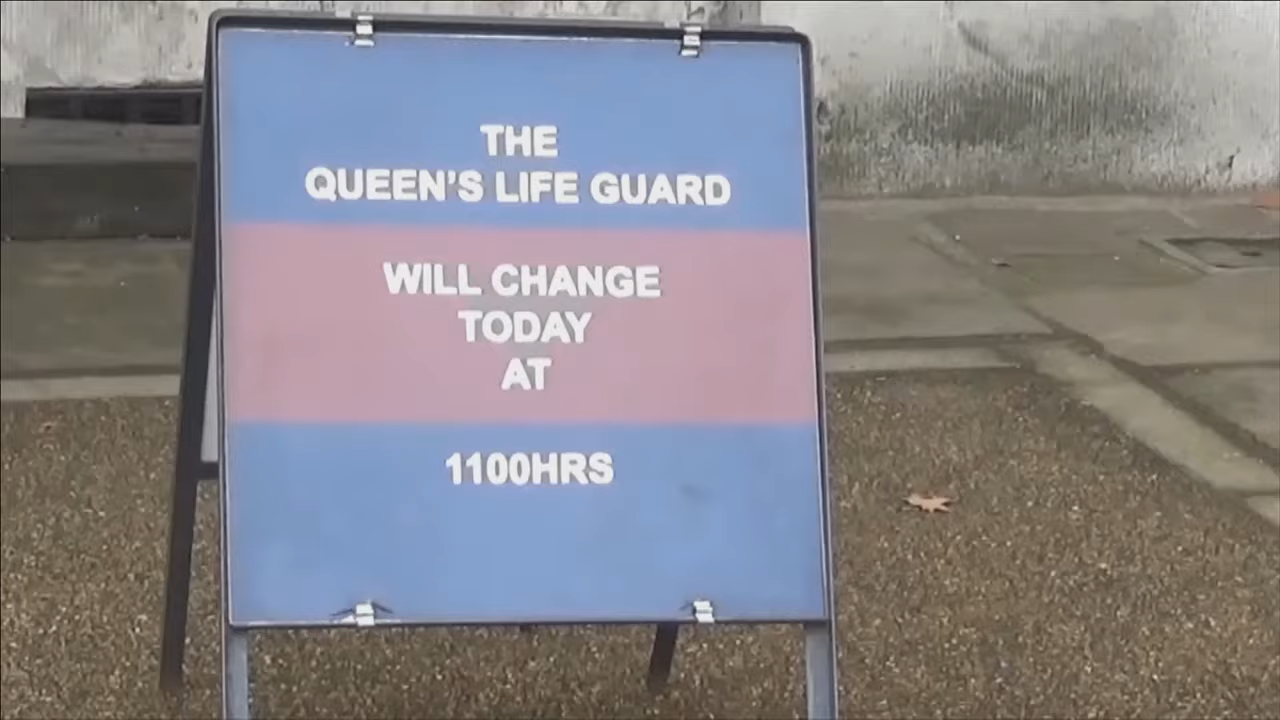 THE
QUEEN'S LIFE GUARD
WILL CHANGE
TODAY
AT
1100HRS